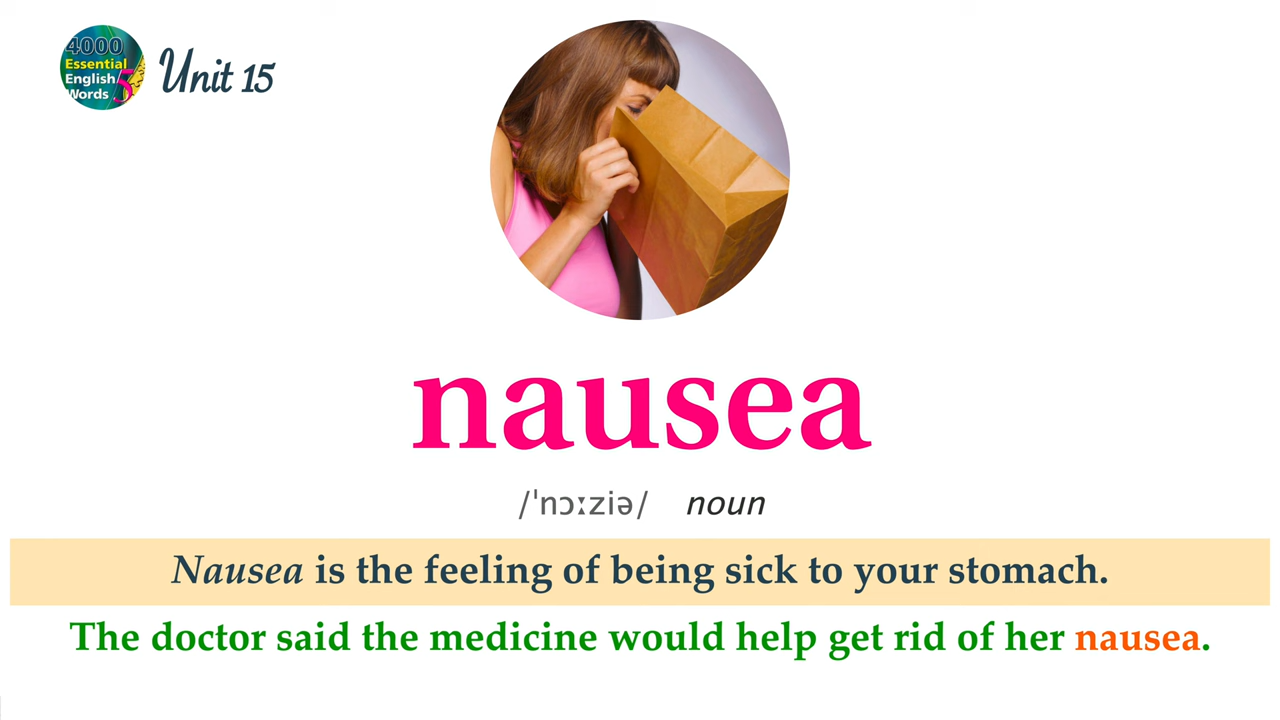 4000
Essential
English
Words 5
Unit 15
nausea
/ˈnɔːziə/ noun
Nausea is the feeling of being sick to your stomach.
The doctor said the medicine would help get rid of her nausea.